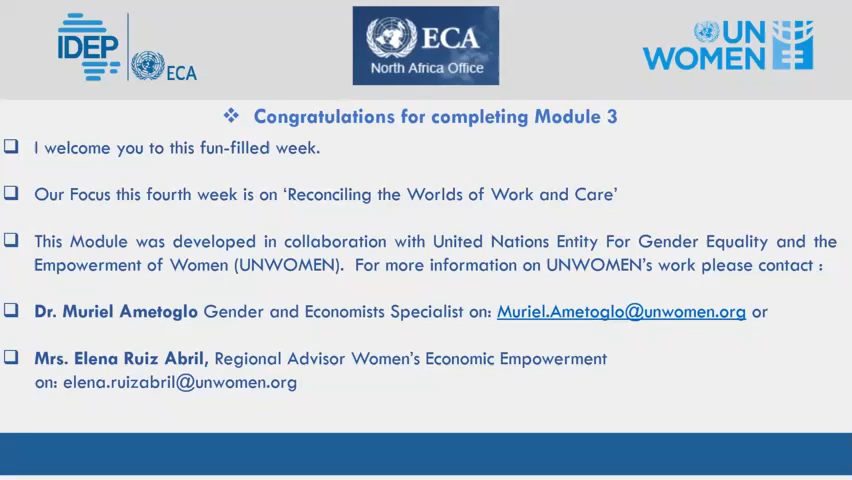 IDEP
ECA
ECA
North Africa Office
UN
WOMEN
❖ Congratulations for completing Module 3
❑ I welcome you to this fun-filled week.
❑ Our Focus this fourth week is on ‘Reconciling the Worlds of Work and Care’
❑ This Module was developed in collaboration with United Nations Entity For Gender Equality and the
Empowerment of Women (UNWOMEN). For more information on UNWOMEN’s work please contact :
❑ Dr. Muriel Ametoglo Gender and Economists Specialist on: Muriel.Ametoglo@unwomen.org or
❑ Mrs. Elena Ruiz Abril, Regional Advisor Women’s Economic Empowerment
on: elena.ruizabril@unwomen.org